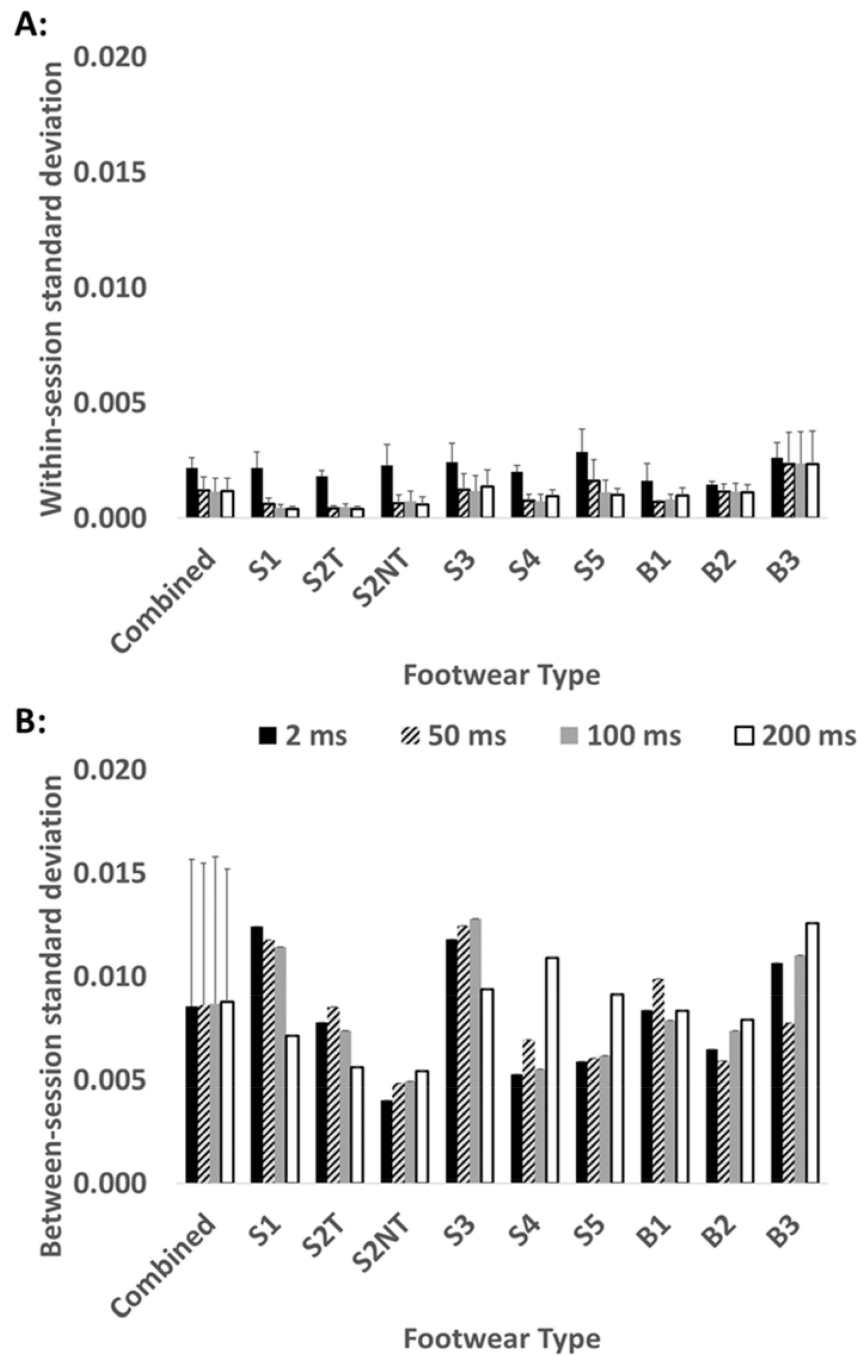 A:
Within-session standard deviation
0.020
0.015
0.010
0.005
0.000
Combined
S1
S2T
S2NT
S3
S4
S5
B1
B2
B3
Footwear Type
B:
2 ms
50 ms
100 ms
200 ms
Between-session standard deviation
0.020
0.015
0.010
0.005
0.000
Combined
S1
S2T
S2NT
S3
S4
S5
B1
B2
B3
Footwear Type